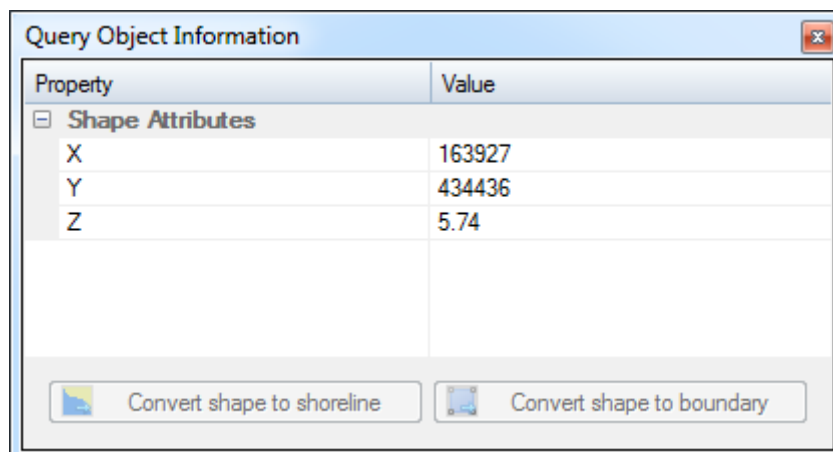 Query Object Information
Property Value
Shape Attributes
X 163927
Y 434436
Z 5.74
Convert shape to shoreline Convert shape to boundary